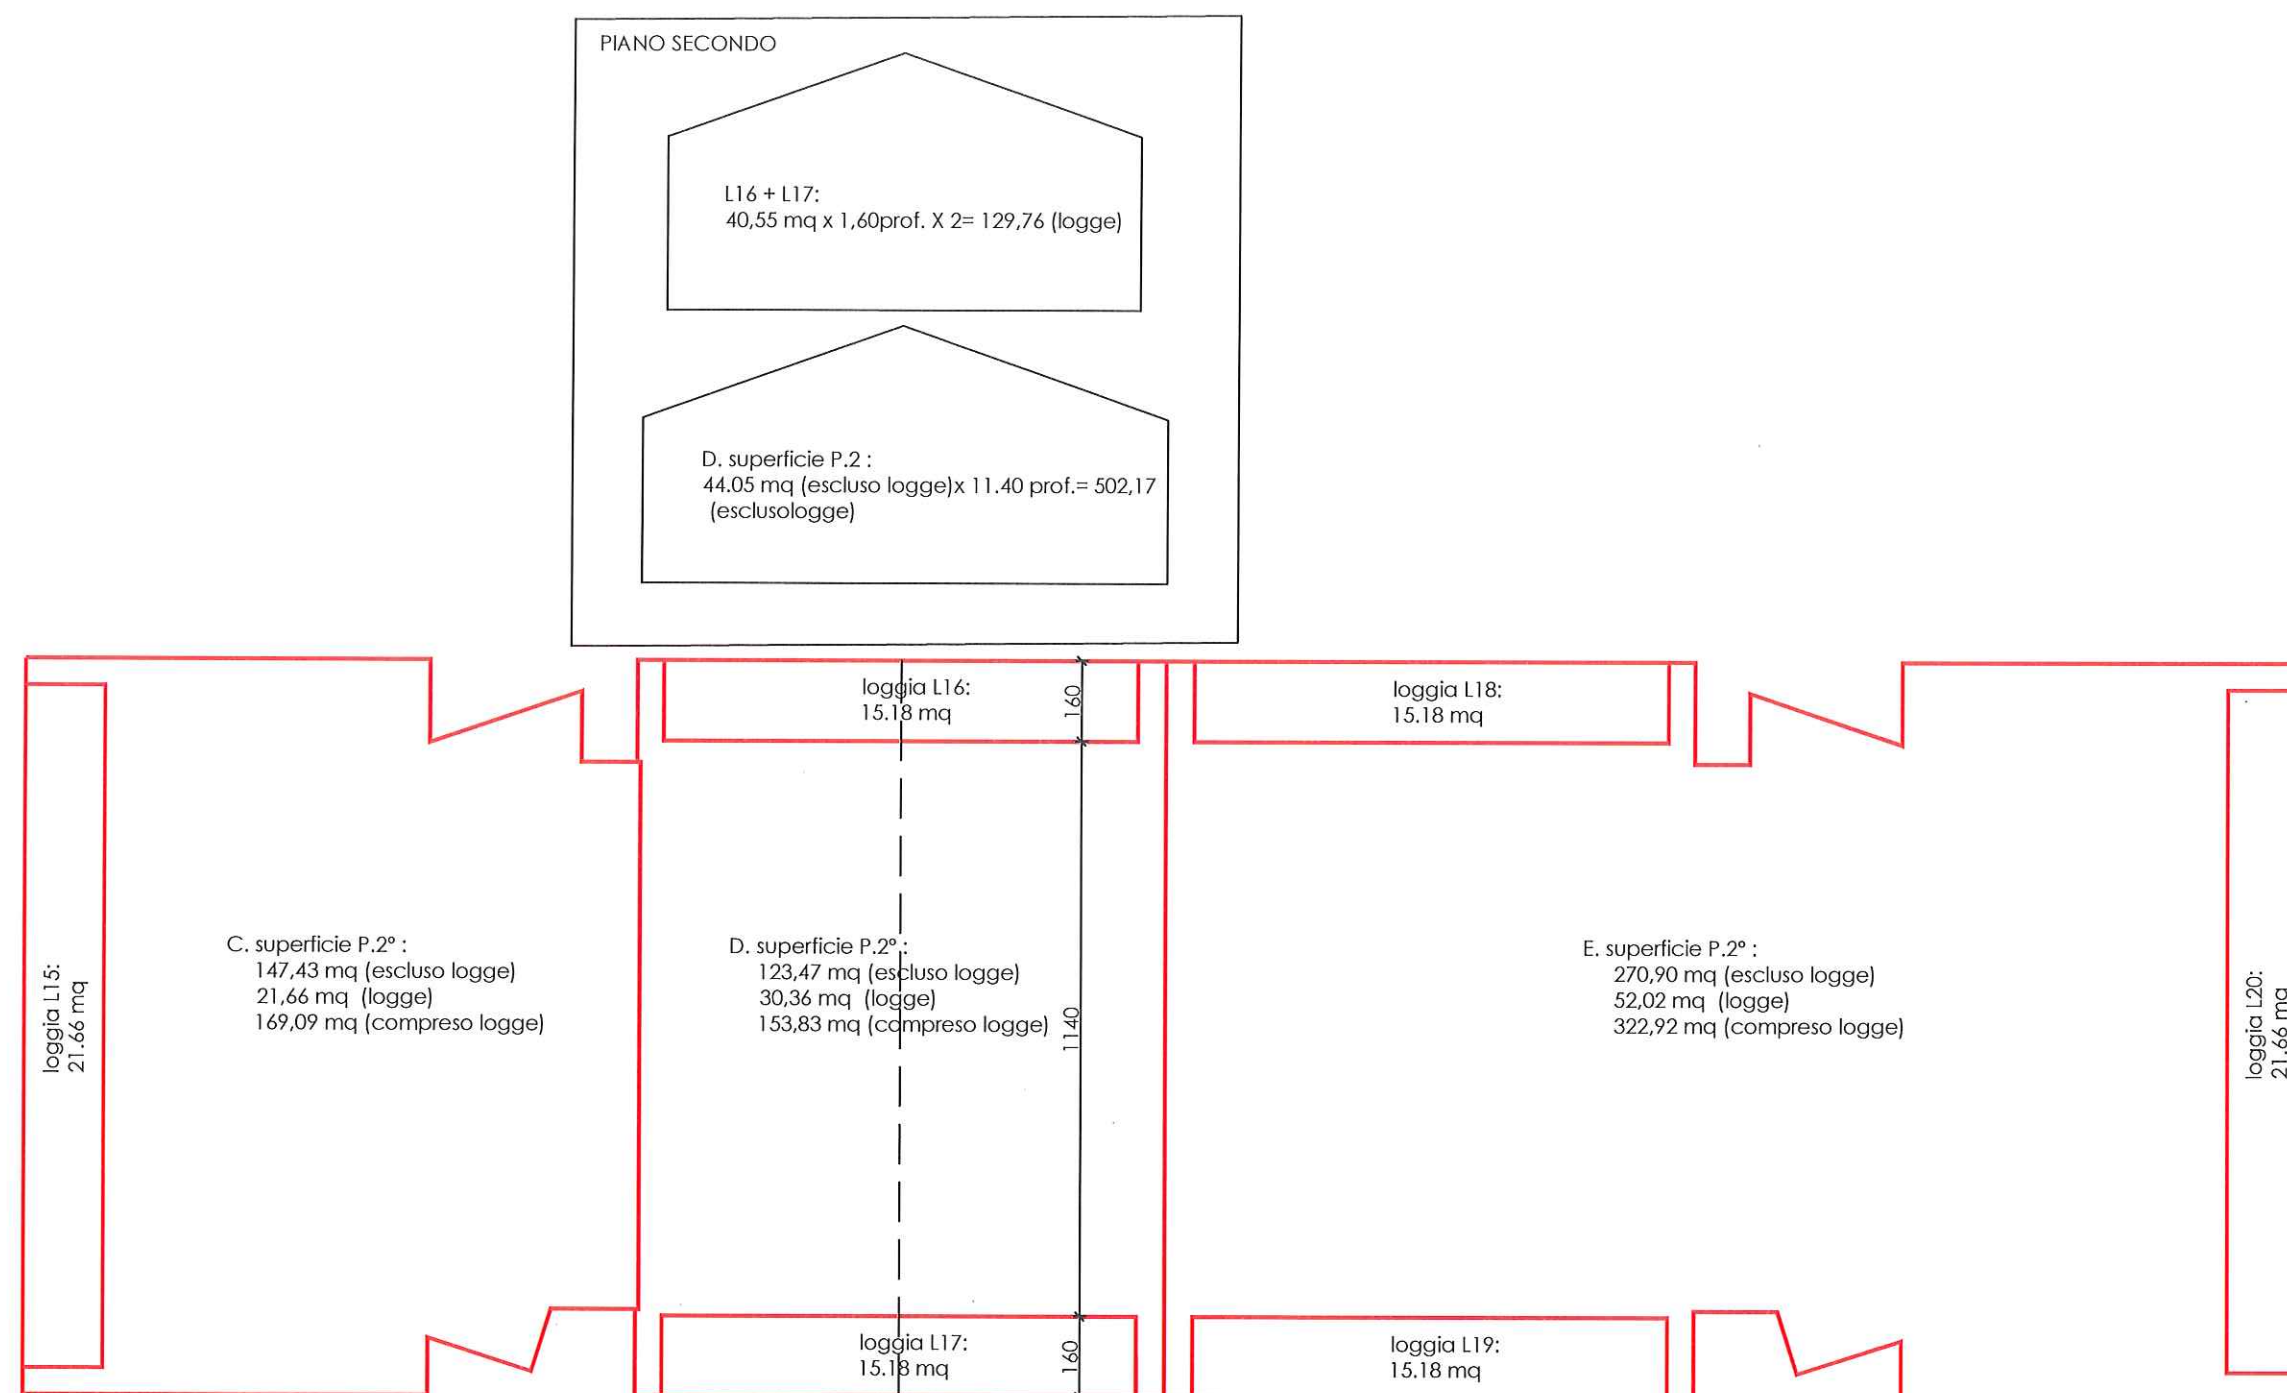 PIANO SECONDO
L16 + L17:
40,55 mq x 1,60prof. X 2= 129,76 (logge)
D. superficie P.2 :
44.05 mq (escluso logge)x 11.40 prof.= 502,17
(esclusologge)
loggia L16:
15.18 mq
160
loggia L18:
15.18 mq
loggia L15:
21.66 mq
C. superficie P.2° :
147,43 mq (escluso logge)
21,66 mq (logge)
169,09 mq (compreso logge)
D. superficie P.2° :
123,47 mq (escluso logge)
30,36 mq (logge)
153,83 mq (compreso logge)
1140
E. superficie P.2° :
270,90 mq (escluso logge)
52,02 mq (logge)
322,92 mq (compreso logge)
loggia L20:
21.66 mq
loggia L17:
15.18 mq
160
loggia L19:
15.18 mq